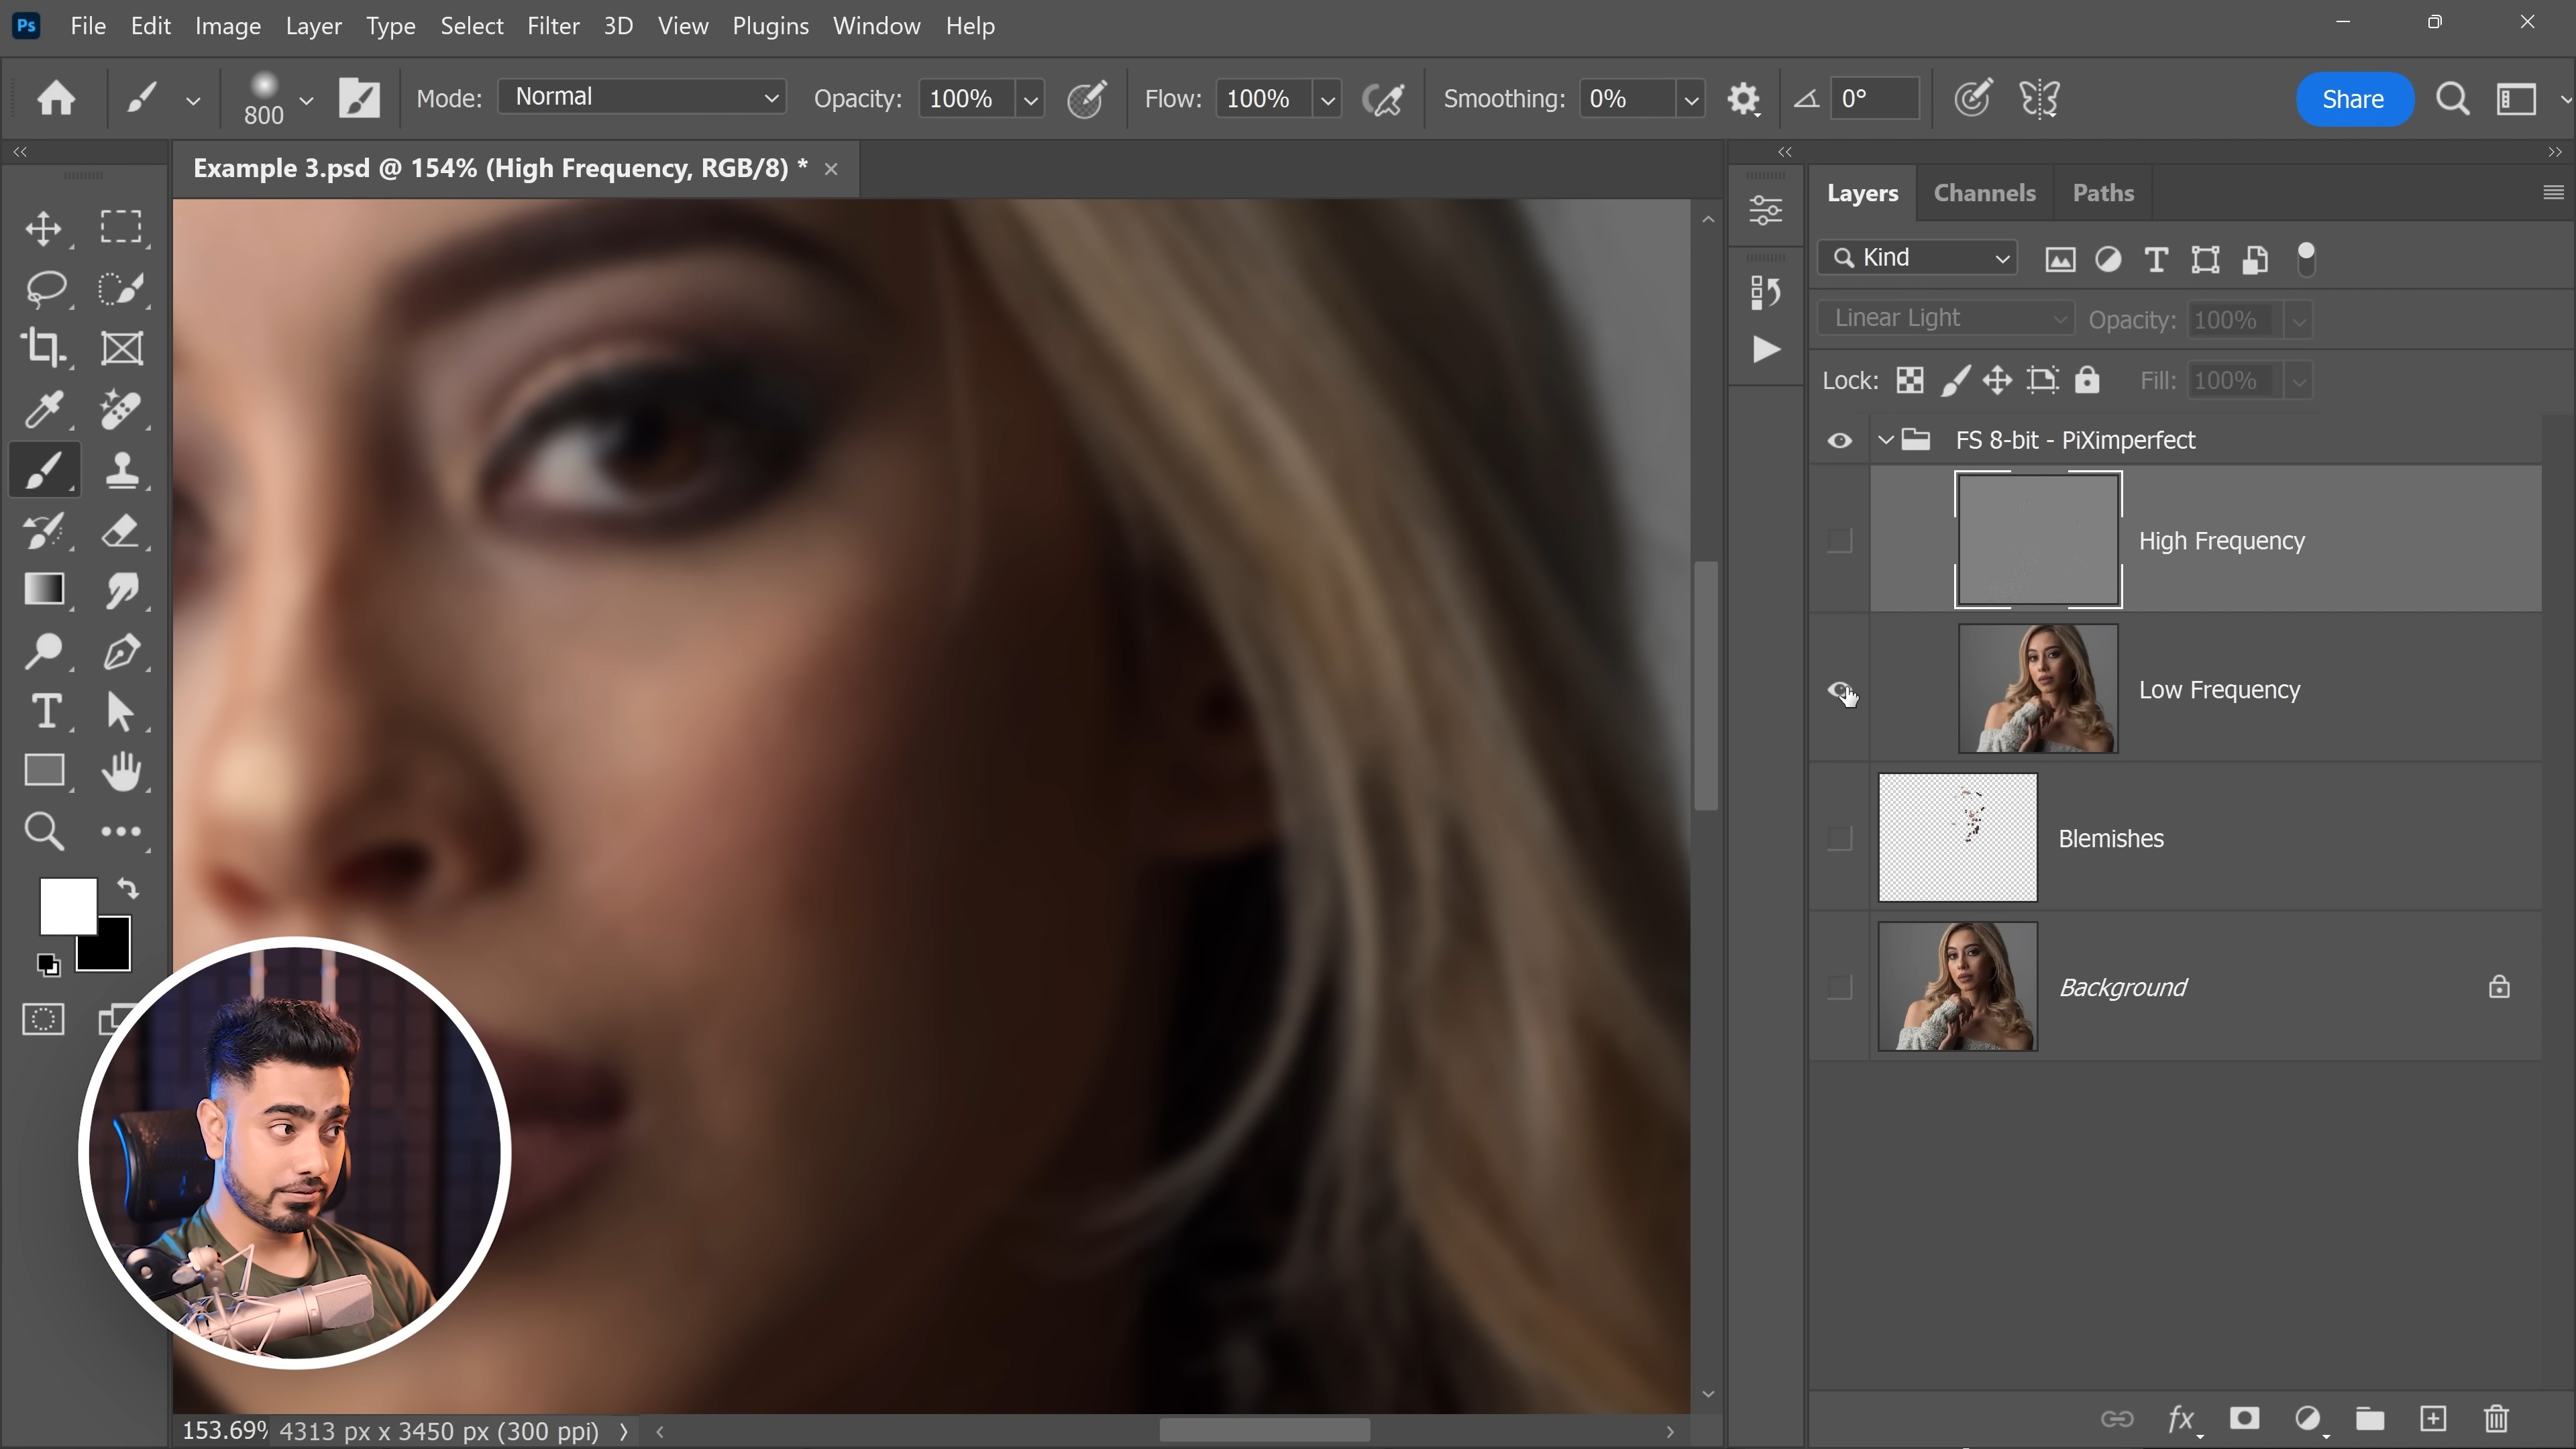 Ps File Edit Image Layer Type Select Filter 3D View Plugins Window Help
800 Mode: Normal Opacity: 100% Flow: 100% Smoothing: 0% 0° Share
Example 3.psd @ 154% (High Frequency, RGB/8) *
Layers Channels Paths
Kind
Linear Light Opacity: 100%
Lock: Fill: 100%
FS 8-bit - PiXimperfect
High Frequency
Low Frequency
Blemishes
Background
fx
153.69% 4313 px x 3450 px (300 ppi)